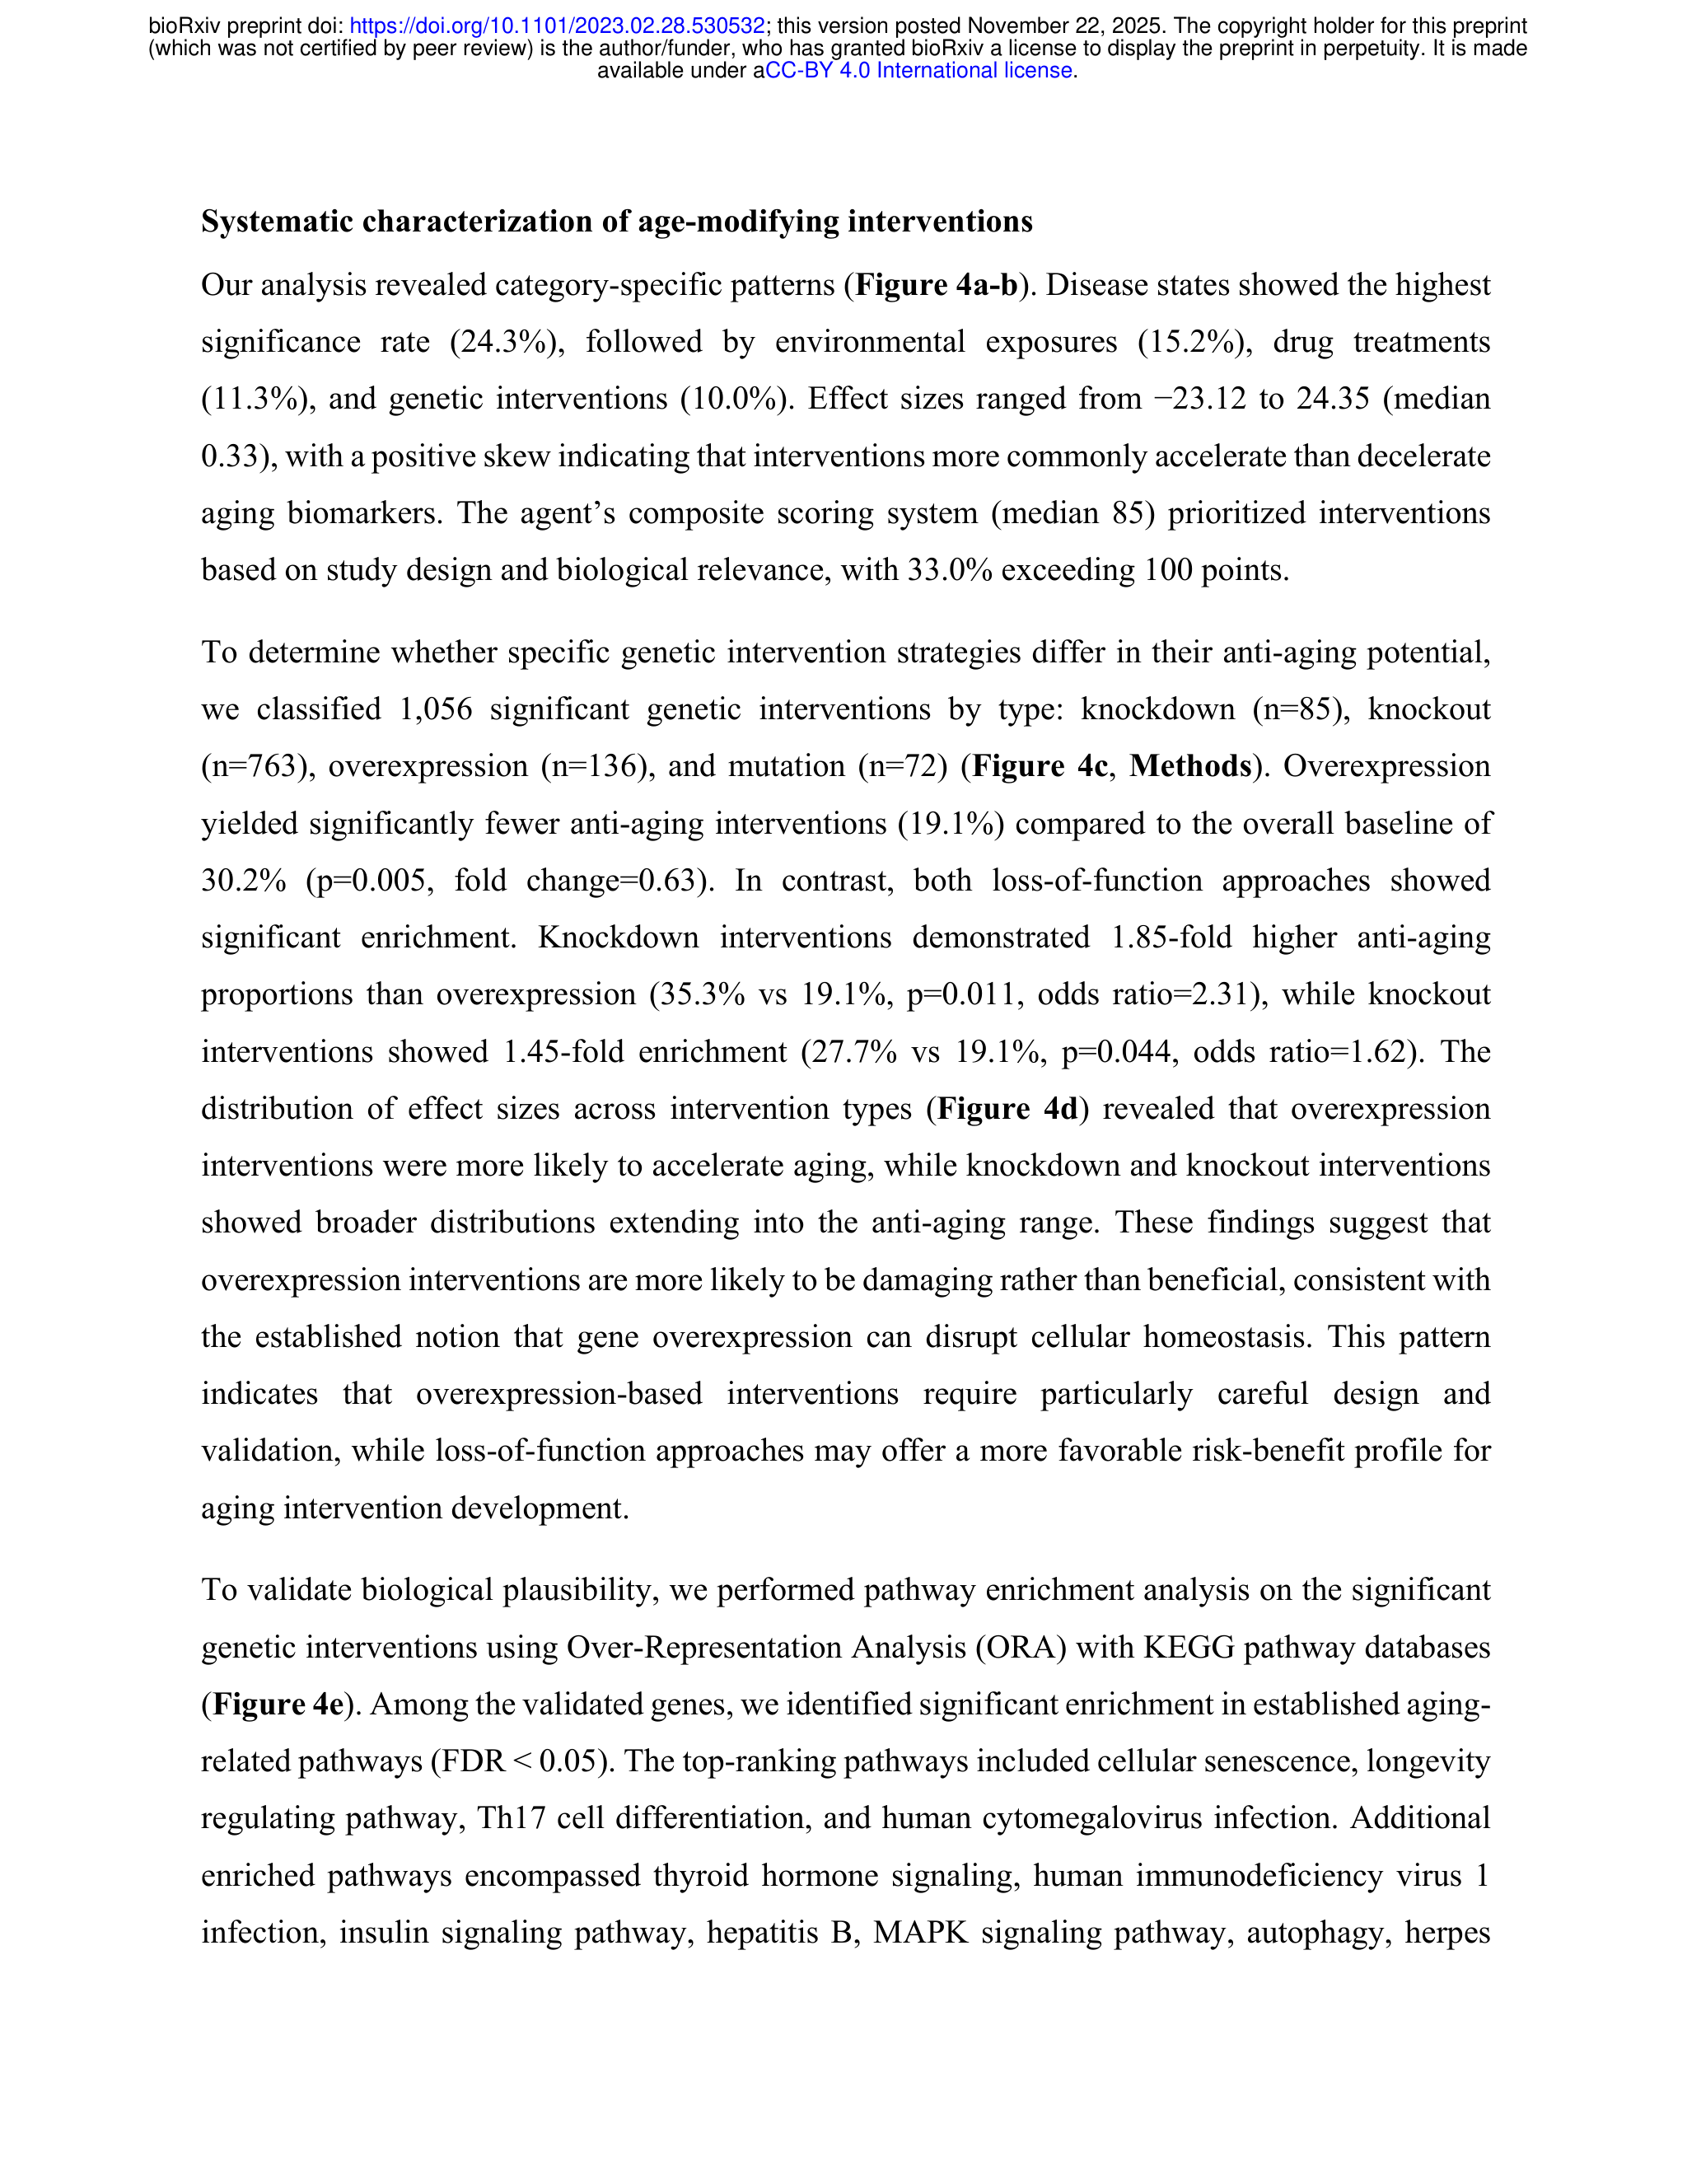 bioRxiv preprint doi: https://doi.org/10.1101/2023.02.28.530532; this version posted November 22, 2025. The copyright holder for this preprint
(which was not certified by peer review) is the author/funder, who has granted bioRxiv a license to display the preprint in perpetuity. It is made
available under aCC-BY 4.0 International license.
Systematic characterization of age-modifying interventions
Our analysis revealed category-specific patterns (Figure 4a-b). Disease states showed the highest
significance rate (24.3%), followed by environmental exposures (15.2%), drug treatments
(11.3%), and genetic interventions (10.0%). Effect sizes ranged from −23.12 to 24.35 (median
0.33), with a positive skew indicating that interventions more commonly accelerate than decelerate
aging biomarkers. The agent’s composite scoring system (median 85) prioritized interventions
based on study design and biological relevance, with 33.0% exceeding 100 points.
To determine whether specific genetic intervention strategies differ in their anti-aging potential,
we classified 1,056 significant genetic interventions by type: knockdown (n=85), knockout
(n=763), overexpression (n=136), and mutation (n=72) (Figure 4c, Methods). Overexpression
yielded significantly fewer anti-aging interventions (19.1%) compared to the overall baseline of
30.2% (p=0.005, fold change=0.63). In contrast, both loss-of-function approaches showed
significant enrichment. Knockdown interventions demonstrated 1.85-fold higher anti-aging
proportions than overexpression (35.3% vs 19.1%, p=0.011, odds ratio=2.31), while knockout
interventions showed 1.45-fold enrichment (27.7% vs 19.1%, p=0.044, odds ratio=1.62). The
distribution of effect sizes across intervention types (Figure 4d) revealed that overexpression
interventions were more likely to accelerate aging, while knockdown and knockout interventions
showed broader distributions extending into the anti-aging range. These findings suggest that
overexpression interventions are more likely to be damaging rather than beneficial, consistent with
the established notion that gene overexpression can disrupt cellular homeostasis. This pattern
indicates that overexpression-based interventions require particularly careful design and
validation, while loss-of-function approaches may offer a more favorable risk-benefit profile for
aging intervention development.
To validate biological plausibility, we performed pathway enrichment analysis on the significant
genetic interventions using Over-Representation Analysis (ORA) with KEGG pathway databases
(Figure 4e). Among the validated genes, we identified significant enrichment in established aging-
related pathways (FDR < 0.05). The top-ranking pathways included cellular senescence, longevity
regulating pathway, Th17 cell differentiation, and human cytomegalovirus infection. Additional
enriched pathways encompassed thyroid hormone signaling, human immunodeficiency virus 1
infection, insulin signaling pathway, hepatitis B, MAPK signaling pathway, autophagy, herpes